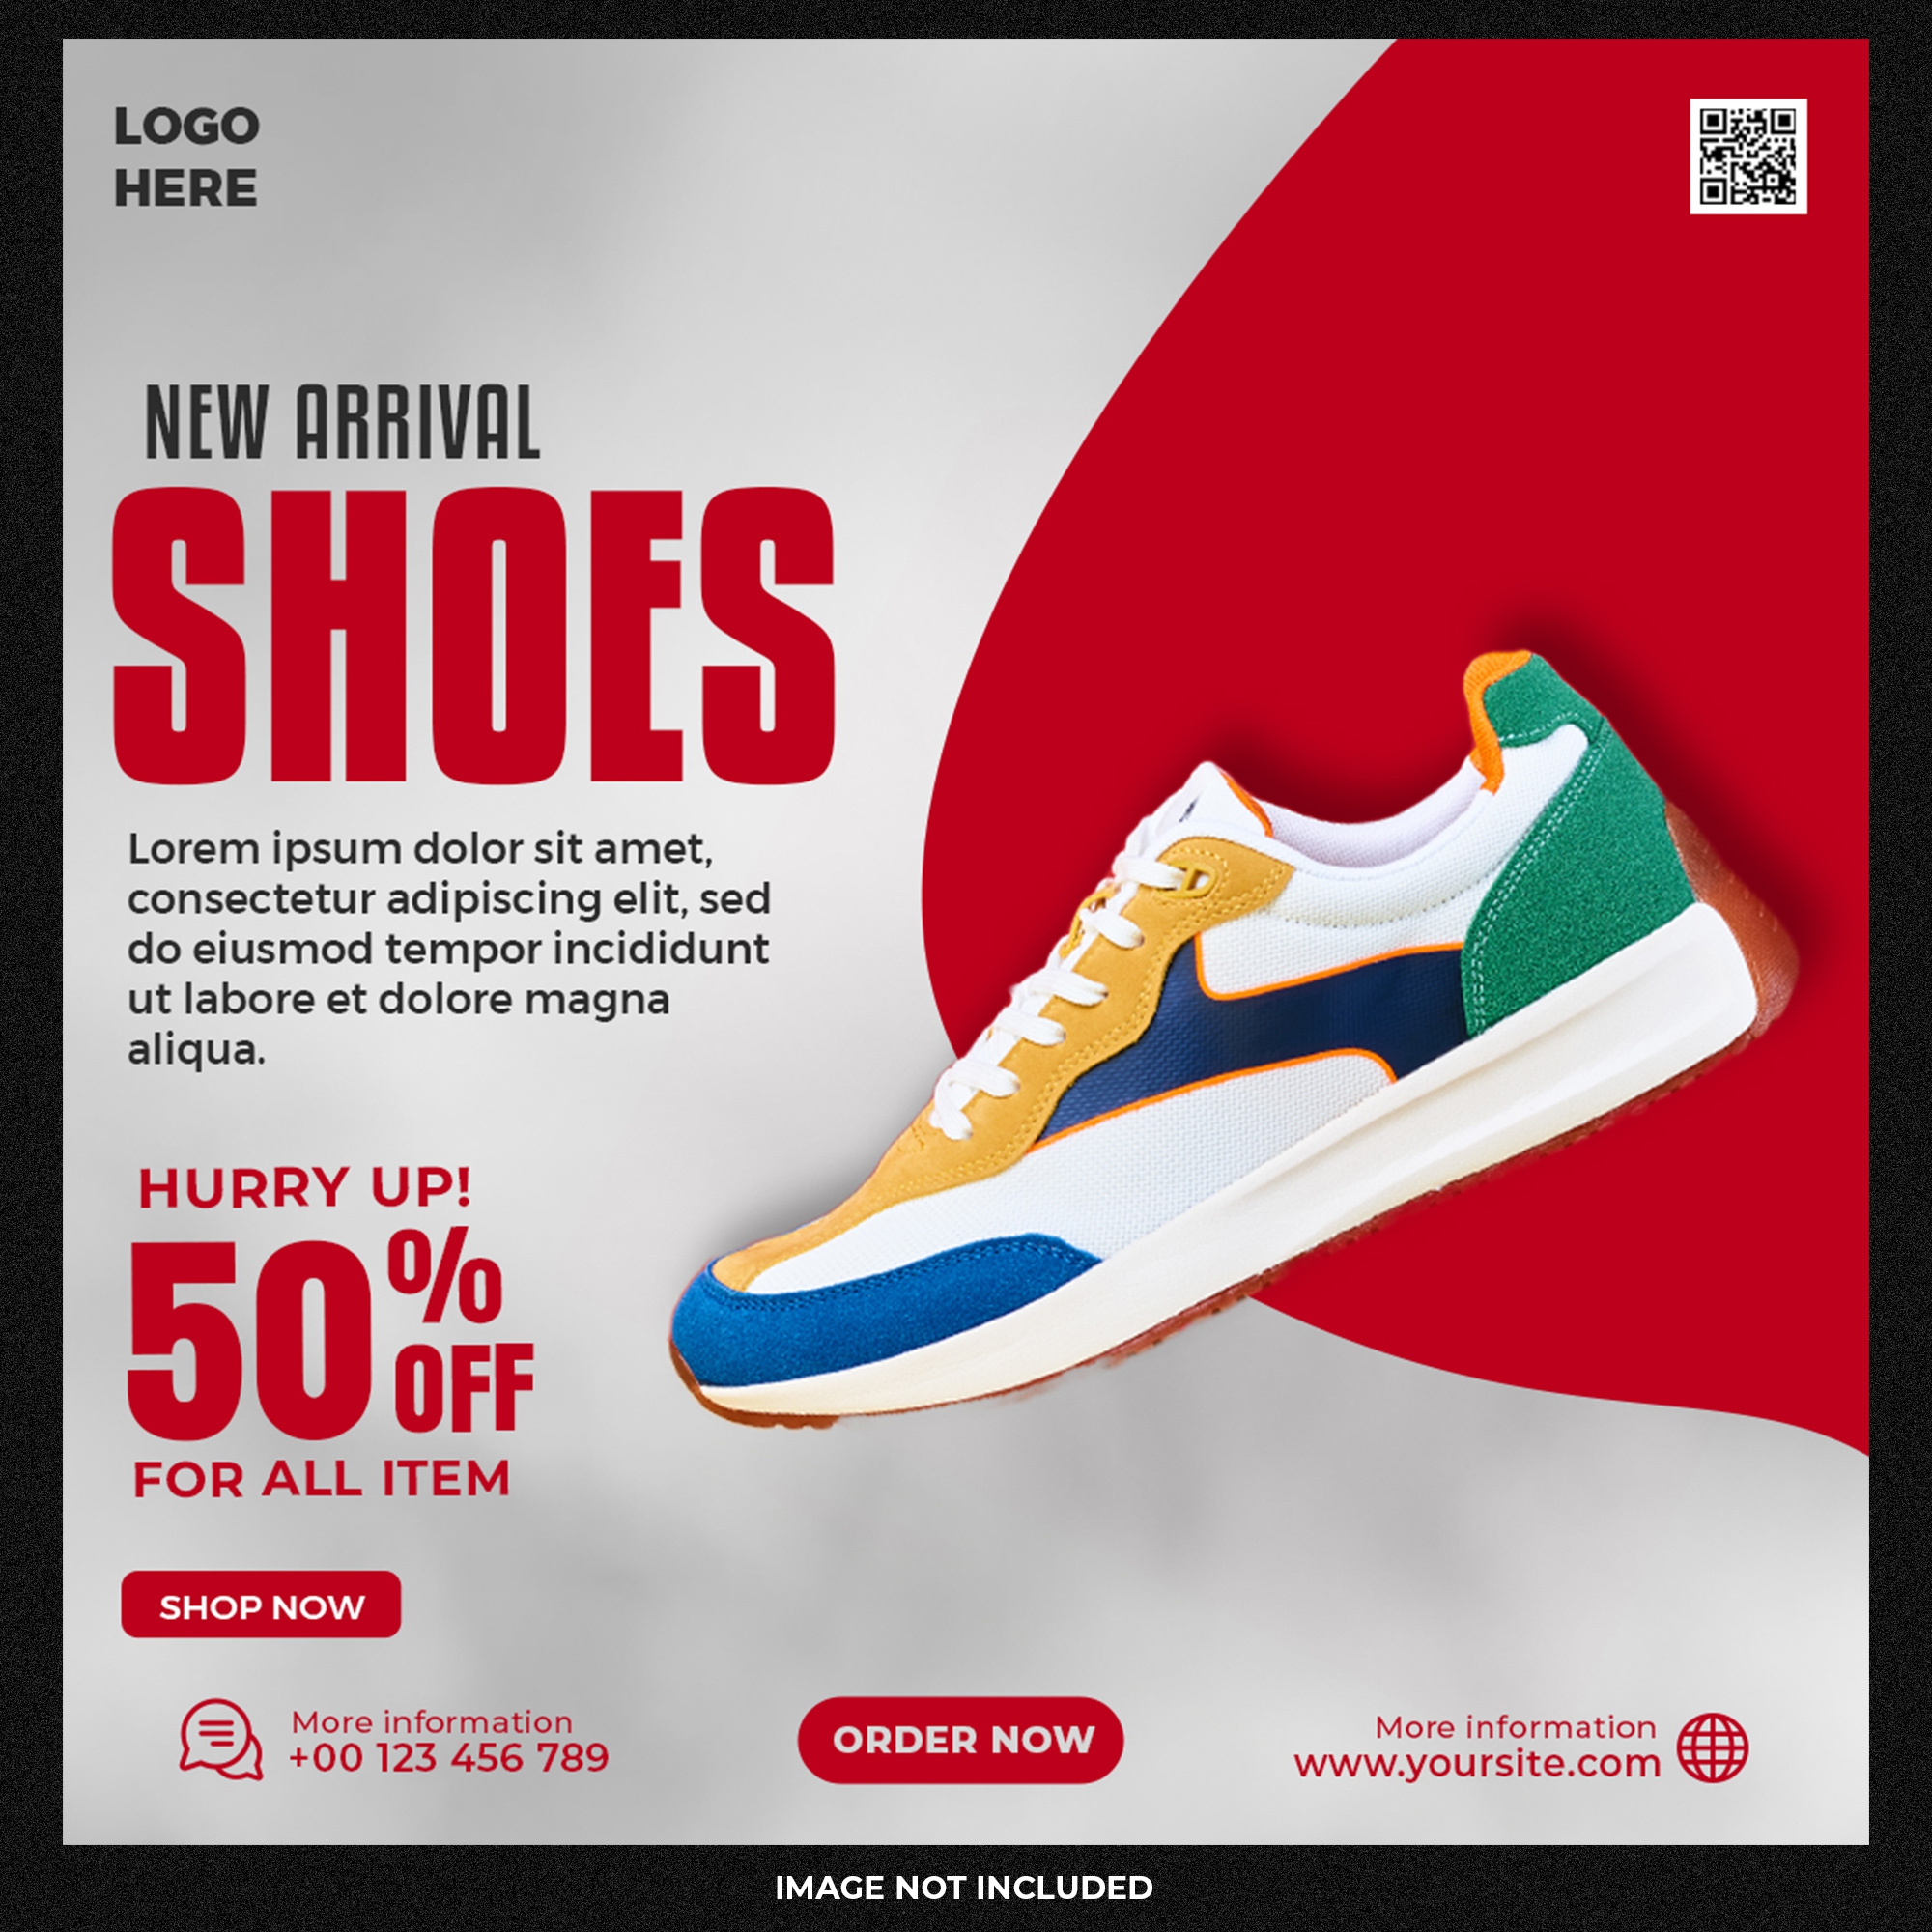 LOGO
HERE
NEW ARRIVAL
SHOES
Lorem ipsum dolor sit amet,
consectetur adipiscing elit, sed
do eiusmod tempor incididunt
ut labore et dolore magna
aliqua.
HURRY UP!
50%
OFF
FOR ALL ITEM
SHOP NOW
More information
+00 123 456 789
ORDER NOW
More information
www.yoursite.com
IMAGE NOT INCLUDED